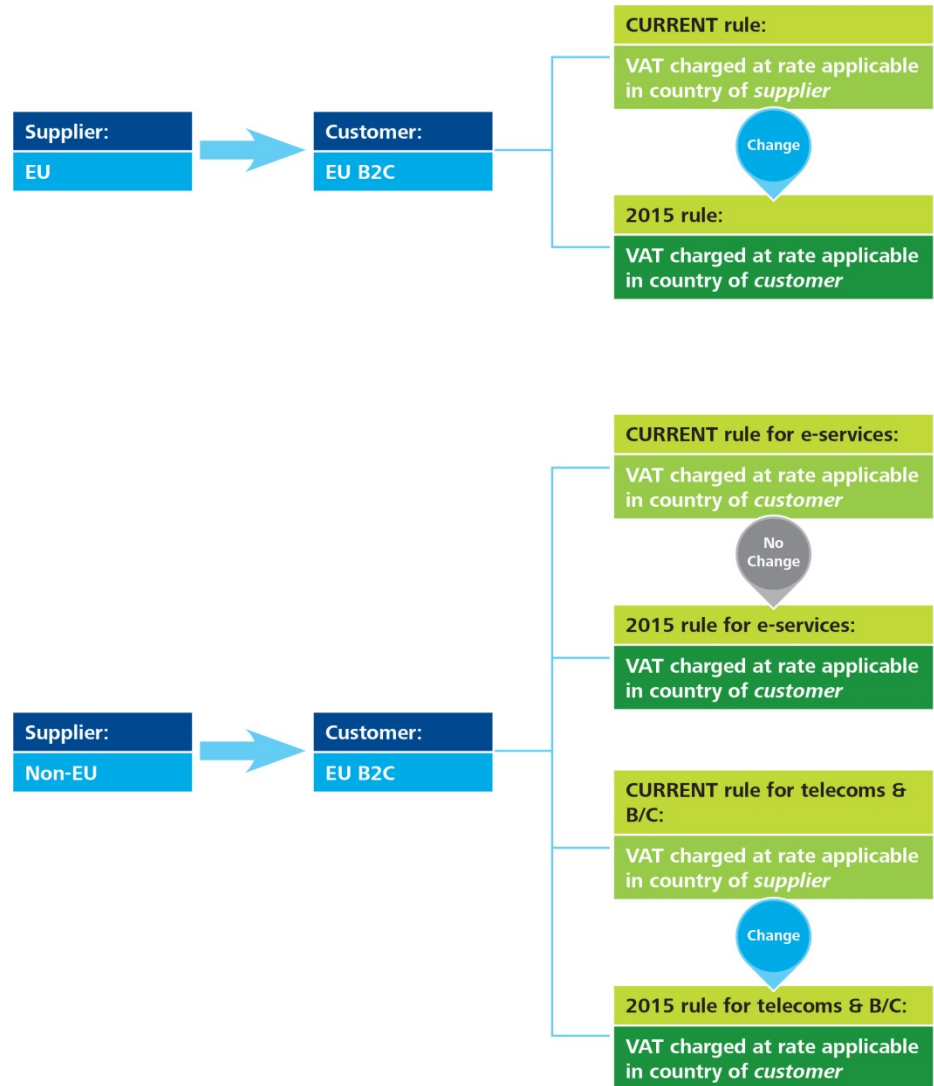 CURRENT rule:
VAT charged at rate applicable
in country of supplier
Supplier:
EU
Customer:
EU B2C
Change
2015 rule:
VAT charged at rate applicable
in country of customer
CURRENT rule for e-services:
VAT charged at rate applicable
in country of customer
No
Change
2015 rule for e-services:
VAT charged at rate applicable
in country of customer
Supplier:
Non-EU
Customer:
EU B2C
CURRENT rule for telecoms &
B/C:
VAT charged at rate applicable
in country of supplier
Change
2015 rule for telecoms & B/C:
VAT charged at rate applicable
in country of customer